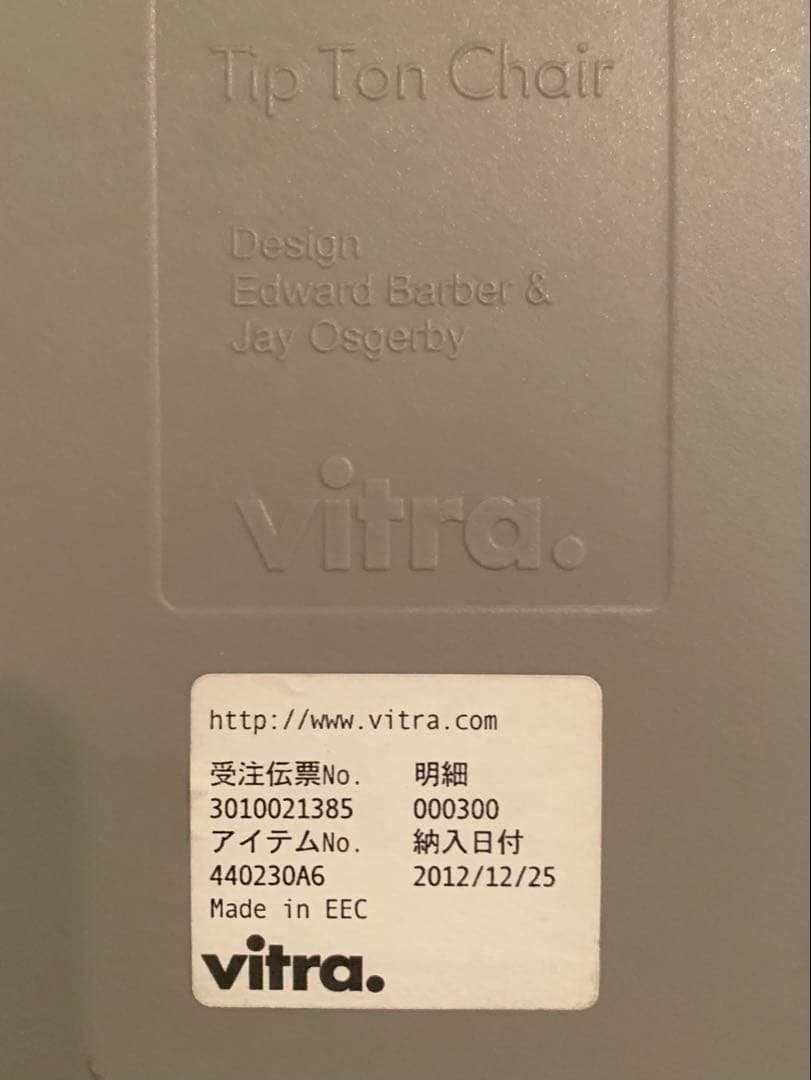 Tip Ton Chair
Design
Edward Barber &
Jay Osgerby
vitra.
http://www.vitra.com
受注伝票No. 明細
3010021385 000300
アイテムNo. 納入日付
440230A6 2012/12/25
Made in EEC
vitra.